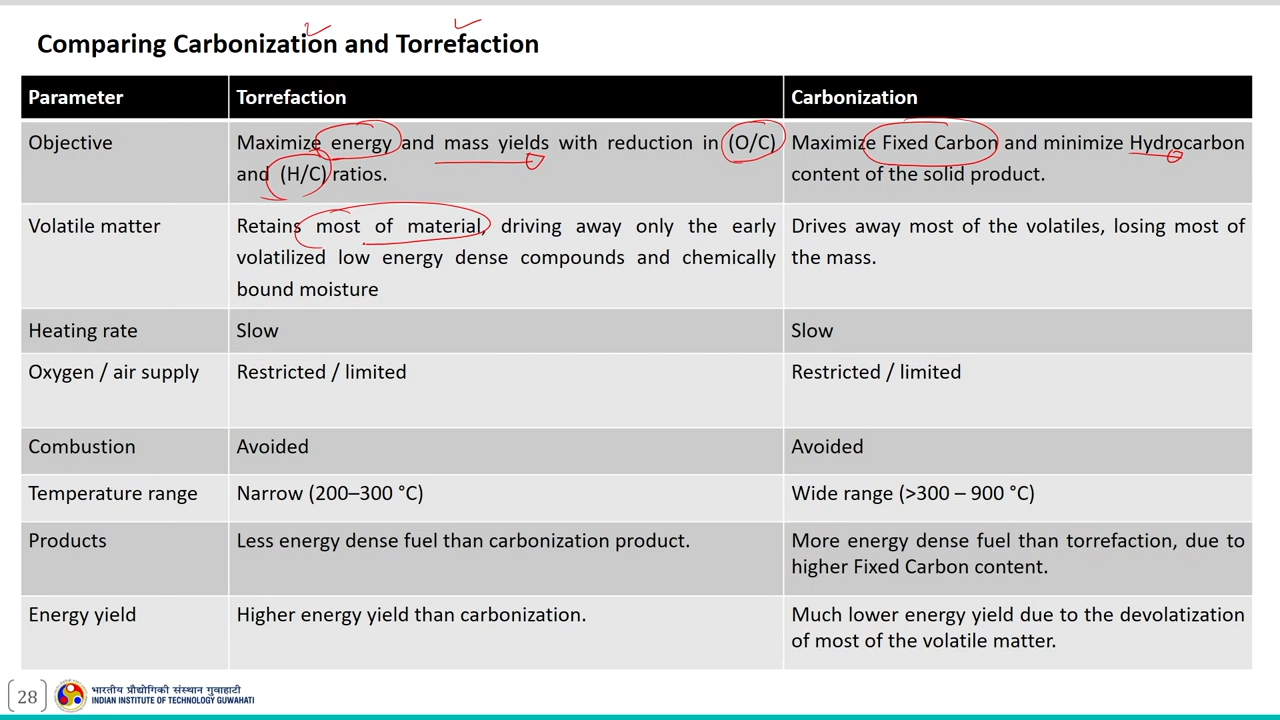 Comparing Carbonization and Torrefaction
Parameter
Torrefaction
Carbonization
Objective
Maximize energy and mass yields with reduction in (O/C)
and (H/C) ratios.
Maximize Fixed Carbon and minimize Hydrocarbon
content of the solid product.
Volatile matter
Retains most of material, driving away only the early
volatilized low energy dense compounds and chemically
bound moisture
Drives away most of the volatiles, losing most of
the mass.
Heating rate
Slow
Slow
Oxygen / air supply
Restricted / limited
Restricted / limited
Combustion
Avoided
Avoided
Temperature range
Narrow (200–300 °C)
Wide range (>300 – 900 °C)
Products
Less energy dense fuel than carbonization product.
More energy dense fuel than torrefaction, due to
higher Fixed Carbon content.
Energy yield
Higher energy yield than carbonization.
Much lower energy yield due to the devolatization
of most of the volatile matter.
28
भारतीय प्रौद्योगिकी संस्थान गुवाहाटी
INDIAN INSTITUTE OF TECHNOLOGY GUWAHATI